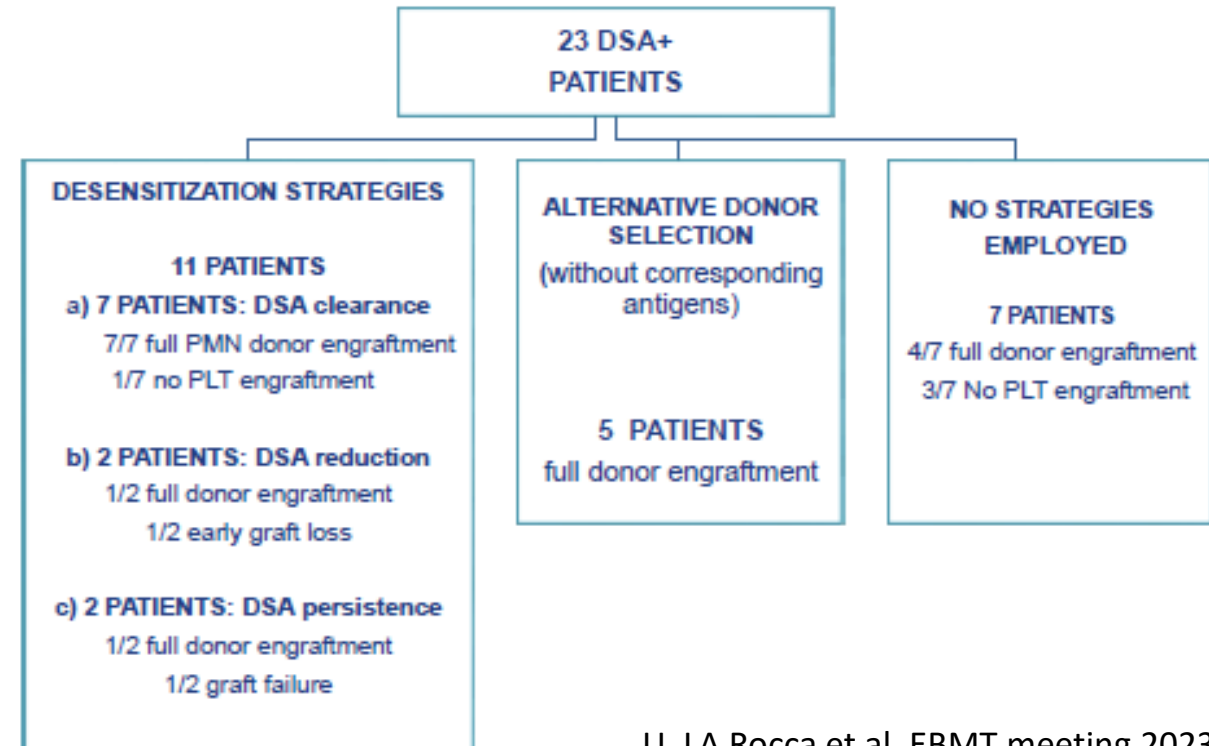 23 DSA+
PATIENTS
DESENSITIZATION STRATEGIES
11 PATIENTS
a) 7 PATIENTS: DSA clearance
7/7 full PMN donor engraftment
1/7 no PLT engraftment
b) 2 PATIENTS: DSA reduction
1/2 full donor engraftment
1/2 early graft loss
c) 2 PATIENTS: DSA persistence
1/2 full donor engraftment
1/2 graft failure
ALTERNATIVE DONOR
SELECTION
(without corresponding
antigens)
5 PATIENTS
full donor engraftment
NO STRATEGIES
EMPLOYED
7 PATIENTS
4/7 full donor engraftment
3/7 No PLT engraftment
LA Rocca et al. EBMT meeting 2023